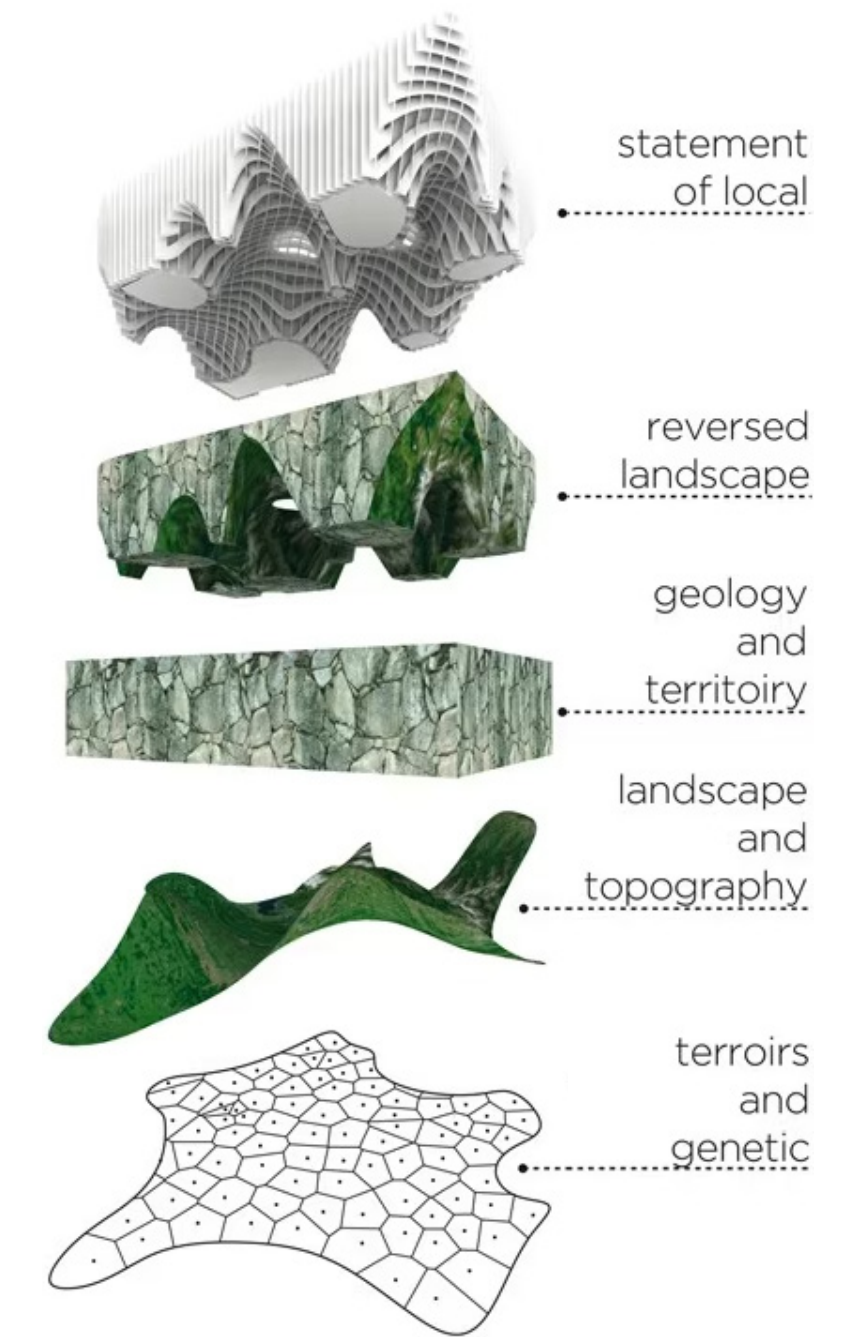 statement
of local
reversed
landscape
geology
and
territoiry
landscape
and
topography
terroirs
and
genetic